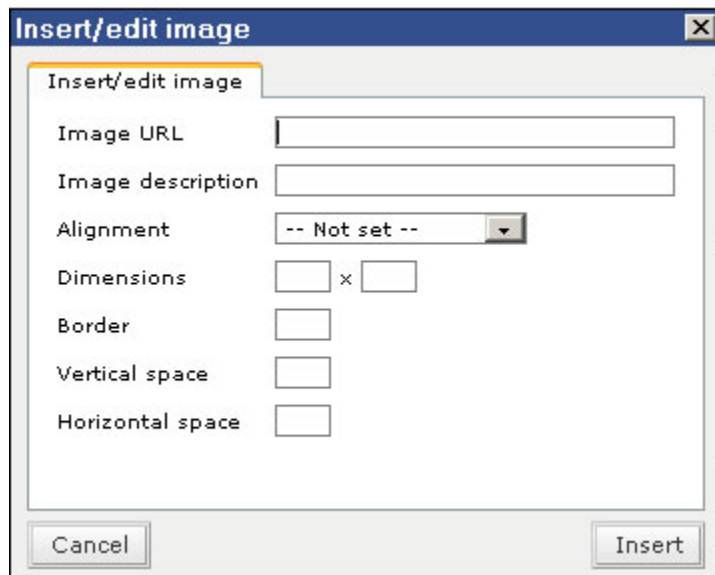 Insert/edit image
Insert/edit image
Image URL
Image description
Alignment -- Not set --
Dimensions x
Border
Vertical space
Horizontal space
Cancel Insert